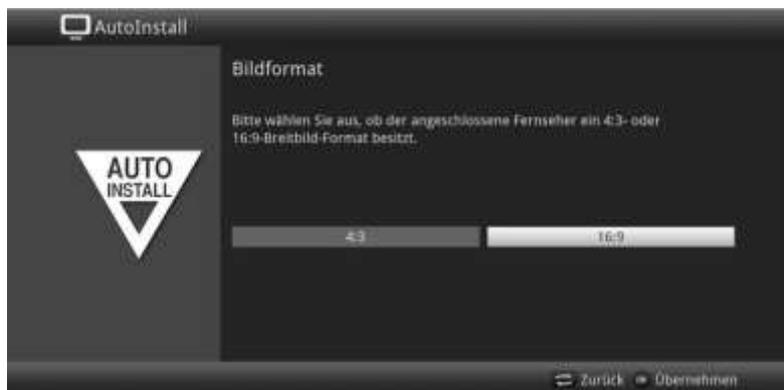 AutoInstall
Bildformat
Bitte wählen Sie aus, ob der angeschlossene Fernseher ein 4:3- oder
16:9-Breitbild-Format besitzt.
AUTO
INSTALL
4:3
16:9
Zurück
Übernehmen